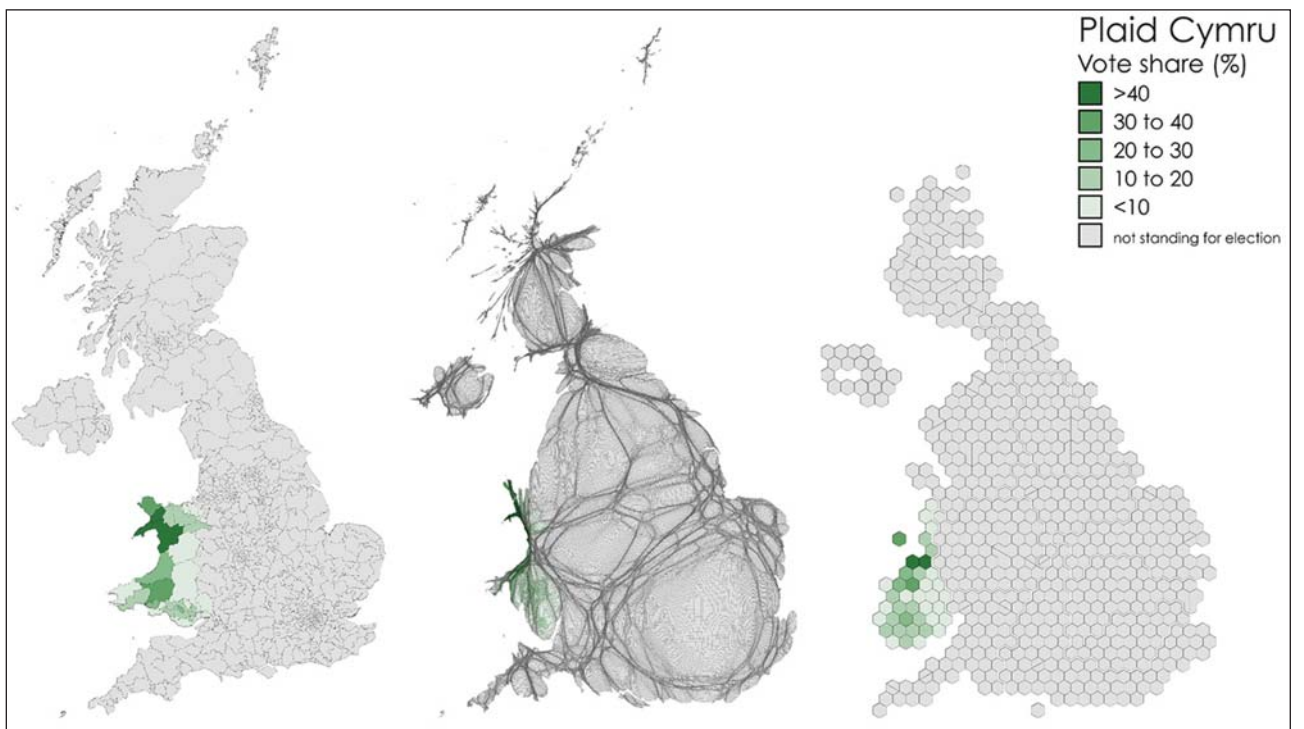 Plaid Cymru
Vote share (%)
>40
30 to 40
20 to 30
10 to 20
<10
not standing for election